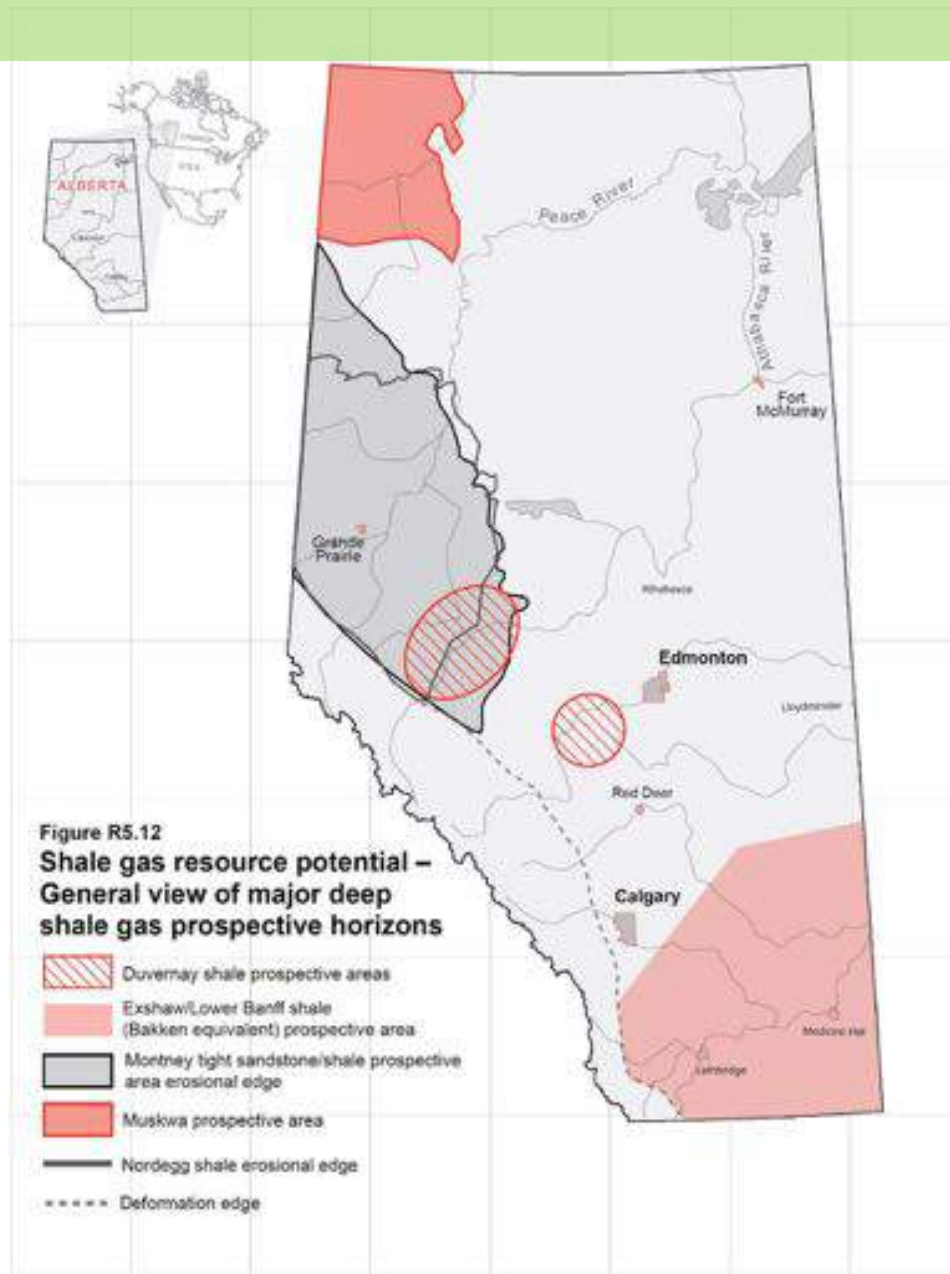 ALBERTA
Peace River
Athabasca River
Fort
McMurray
Grande
Prairie
Athabasca
Edmonton
Lloydminster
Red Deer
Calgary
Medicine Hat
Lethbridge
Figure R5.12
Shale gas resource potential –
General view of major deep
shale gas prospective horizons
Duvernay shale prospective areas
Exshaw/Lower Banff shale
(Bakken equivalent) prospective area
Montney tight sandstone/shale prospective
area erosional edge
Muskwa prospective area
Nordegg shale erosional edge
Deformation edge